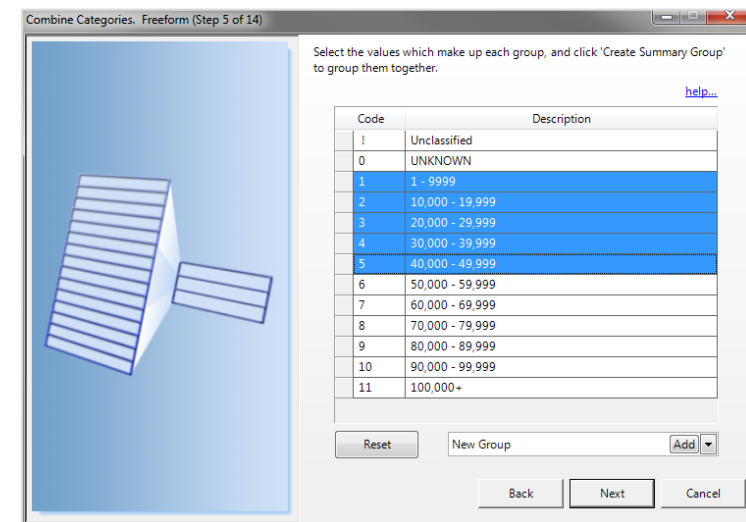 Combine Categories. Freeform (Step 5 of 14)
Select the values which make up each group, and click 'Create Summary Group'
to group them together.
help...
Code Description
! Unclassified
0 UNKNOWN
1 1 - 9999
2 10,000 - 19,999
3 20,000 - 29,999
4 30,000 - 39,999
5 40,000 - 49,999
6 50,000 - 59,999
7 60,000 - 69,999
8 70,000 - 79,999
9 80,000 - 89,999
10 90,000 - 99,999
11 100,000+
Reset New Group Add
Back Next Cancel